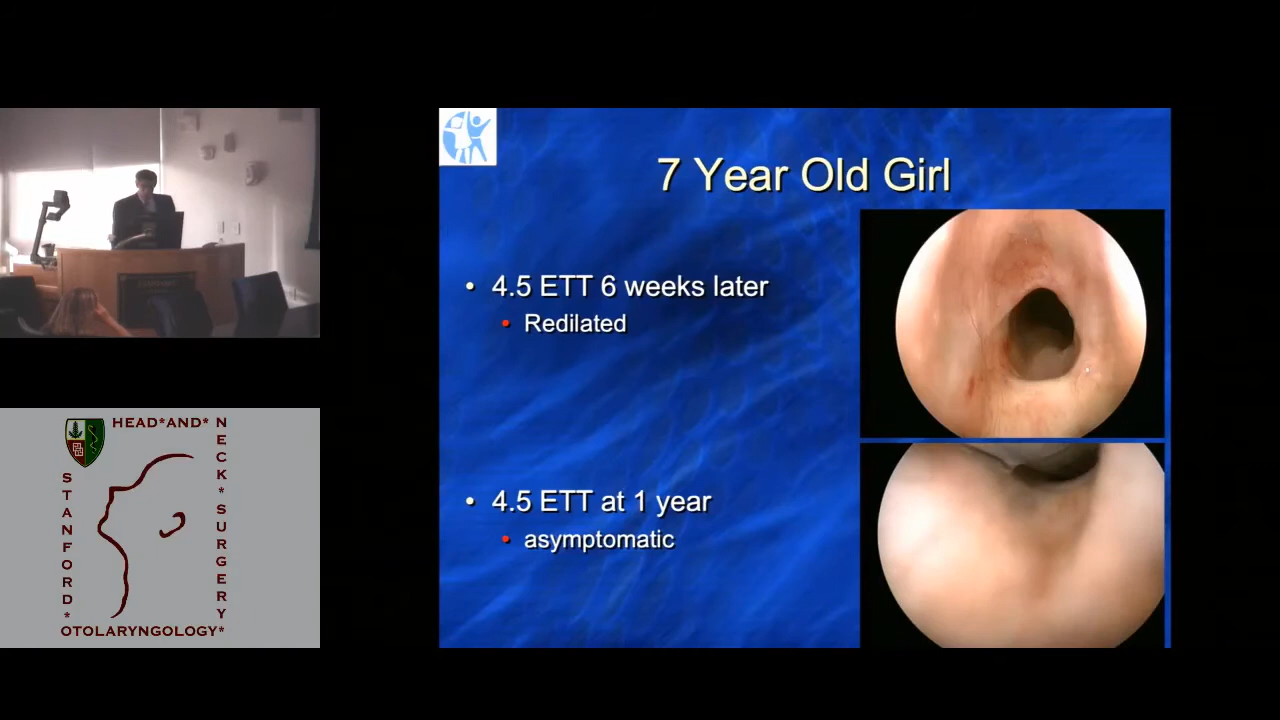 7 Year Old Girl
• 4.5 ETT 6 weeks later
• Redilated
• 4.5 ETT at 1 year
• asymptomatic
HEAD*AND*
NECK*SURGERY*
STANFORD*
OTOLARYNGOLOGY*